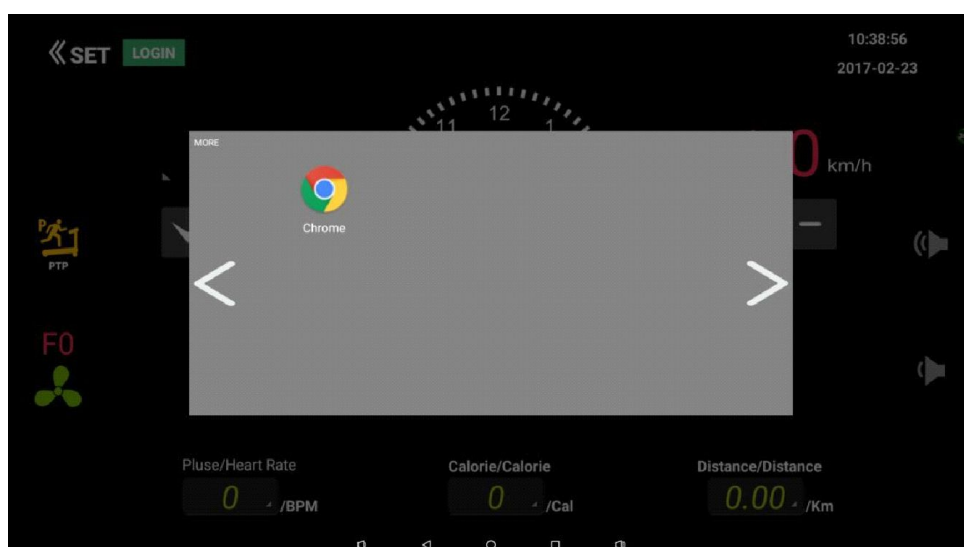 SET LOGIN
10:38:56
2017-02-23
12
11 1
MORE
0 km/h
Chrome
P
PTP
F0
Pluse/Heart Rate
0 /BPM
Calorie/Calorie
0 /Cal
Distance/Distance
0.00 /Km